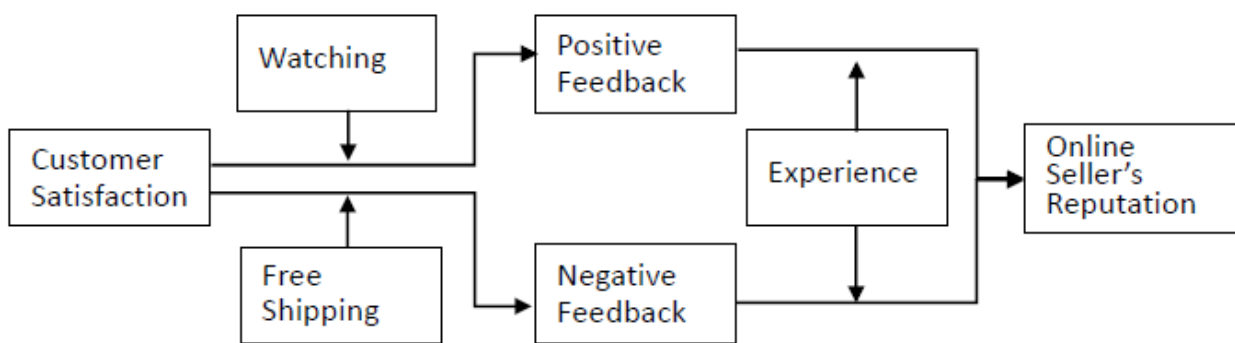 Watching
Positive
Feedback
Customer
Satisfaction
Experience
Online
Seller’s
Reputation
Free
Shipping
Negative
Feedback